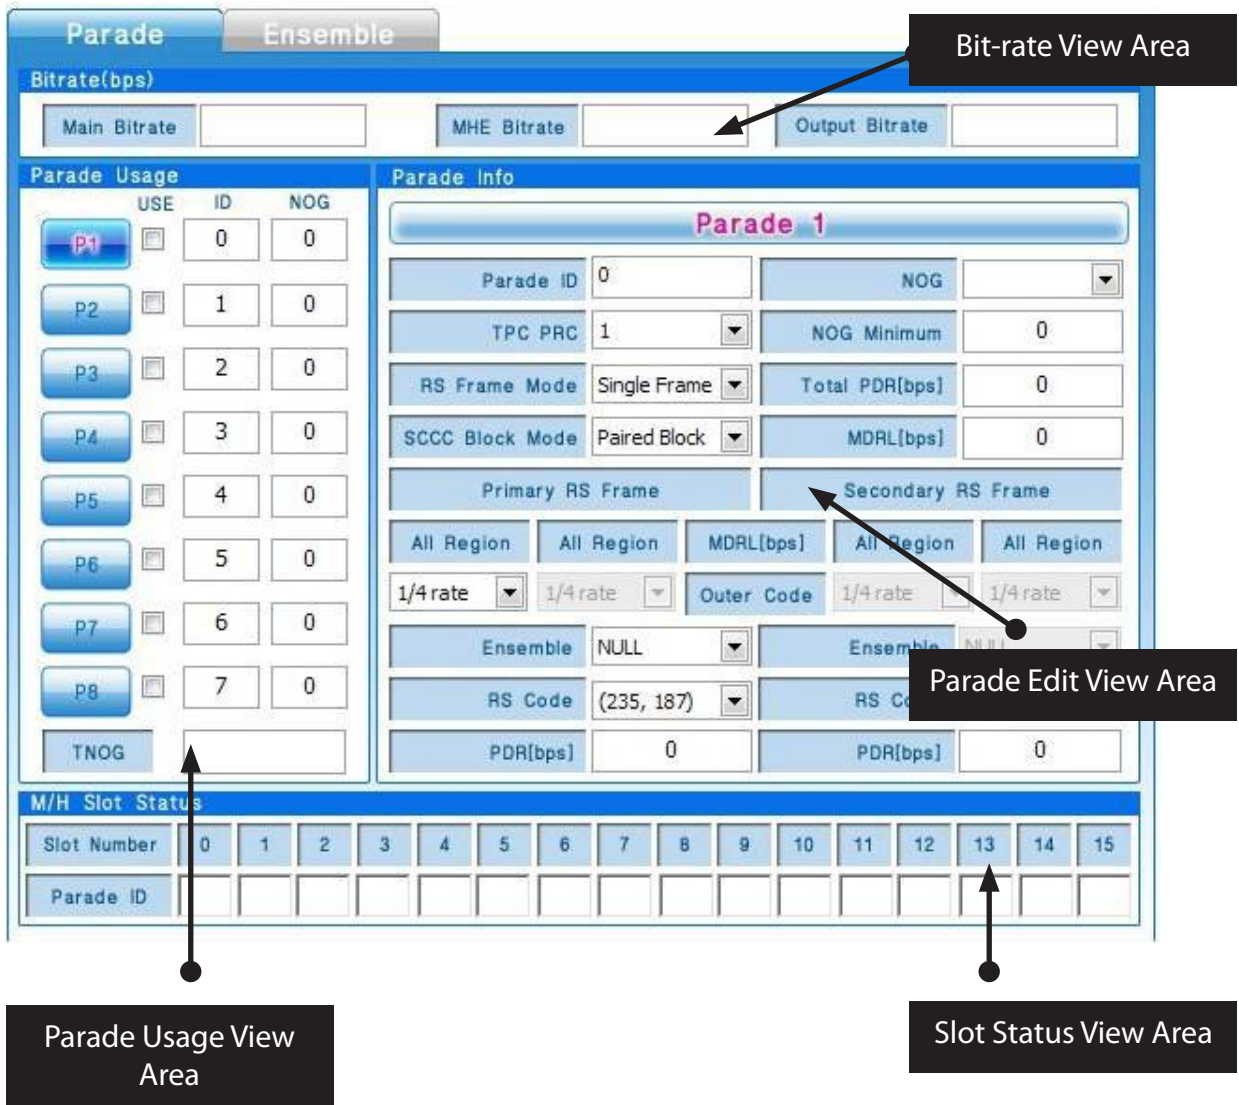 Parade Ensemble
Bit-rate View Area
Bitrate(bps)
Main Bitrate MHE Bitrate Output Bitrate
Parade Usage
USE ID NOG
P1 0 0
P2 1 0
P3 2 0
P4 3 0
P5 4 0
P6 5 0
P7 6 0
P8 7 0
TNOG
Parade Info
Parade 1
Parade ID 0 NOG
TPC PRC 1 NOG Minimum 0
RS Frame Mode Single Frame Total PDR[bps] 0
SCCC Block Mode Paired Block MDRL[bps] 0
Primary RS Frame Secondary RS Frame
All Region All Region MDRL[bps] All Region All Region
1/4 rate 1/4 rate Outer Code 1/4 rate 1/4 rate
Ensemble NULL Ensemble NULL
RS Code (235, 187) RS
PDR[bps] 0 PDR[bps] 0
Parade Edit View Area
M/H Slot Status
Slot Number 0 1 2 3 4 5 6 7 8 9 10 11 12 13 14 15
Parade ID
Parade Usage View
Area
Slot Status View Area